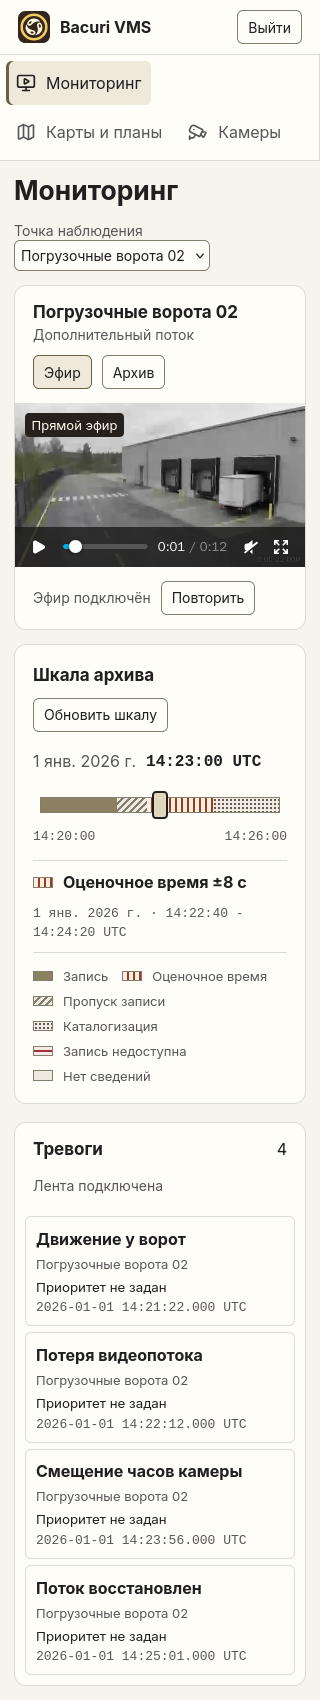 Bacuri VMS
Выйти
Мониторинг
Карты и планы
Камеры
Мониторинг
Точка наблюдения
Погрузочные ворота 02
Погрузочные ворота 02
Дополнительный поток
Эфир
Архив
Прямой эфир
0:01 / 0:12
Эфир подключён
Повторить
Шкала архива
Обновить шкалу
1 янв. 2026 г. 14:23:00 UTC
14:20:00
14:26:00
Оценочное время ±8 с
1 янв. 2026 г. · 14:22:40 -
14:24:20 UTC
Запись
Оценочное время
Пропуск записи
Каталогизация
Запись недоступна
Нет сведений
Тревоги
4
Лента подключена
Движение у ворот
Погрузочные ворота 02
Приоритет не задан
2026-01-01 14:21:22.000 UTC
Потеря видеопотока
Погрузочные ворота 02
Приоритет не задан
2026-01-01 14:22:12.000 UTC
Смещение часов камеры
Погрузочные ворота 02
Приоритет не задан
2026-01-01 14:23:56.000 UTC
Поток восстановлен
Погрузочные ворота 02
Приоритет не задан
2026-01-01 14:25:01.000 UTC